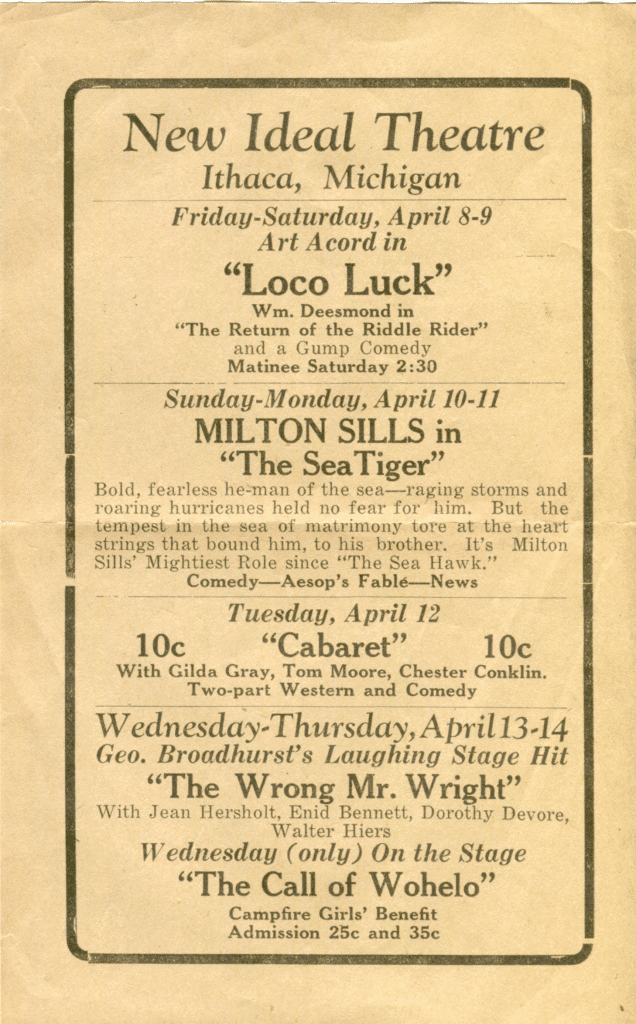 New Ideal Theatre
Ithaca, Michigan
Friday-Saturday, April 8-9
Art Acord in
"Loco Luck"
Wm. Deesmond in
"The Return of the Riddle Rider"
and a Gump Comedy
Matinee Saturday 2:30
Sunday-Monday, April 10-11
MILTON SILLS in
"The Sea Tiger"
Bold, fearless he-man of the sea—raging storms and
roaring hurricanes held no fear for him. But the
tempest in the sea of matrimony tore at the heart
strings that bound him, to his brother. It's Milton
Sills' Mightiest Role since "The Sea Hawk."
Comedy—Aesop's Fable—News
Tuesday, April 12
10c "Cabaret" 10c
With Gilda Gray, Tom Moore, Chester Conklin.
Two-part Western and Comedy
Wednesday-Thursday, April 13-14
Geo. Broadhurst's Laughing Stage Hit
"The Wrong Mr. Wright"
With Jean Hersholt, Enid Bennett, Dorothy Devore,
Walter Hiers
Wednesday (only) On the Stage
"The Call of Wohelo"
Campfire Girls' Benefit
Admission 25c and 35c